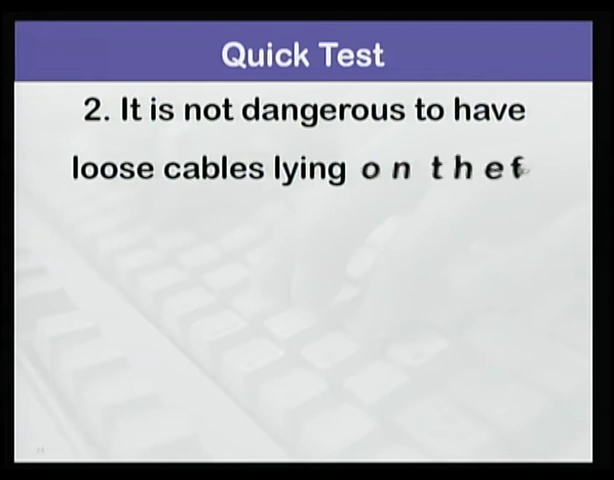 Quick Test
2. It is not dangerous to have
loose cables lying on the